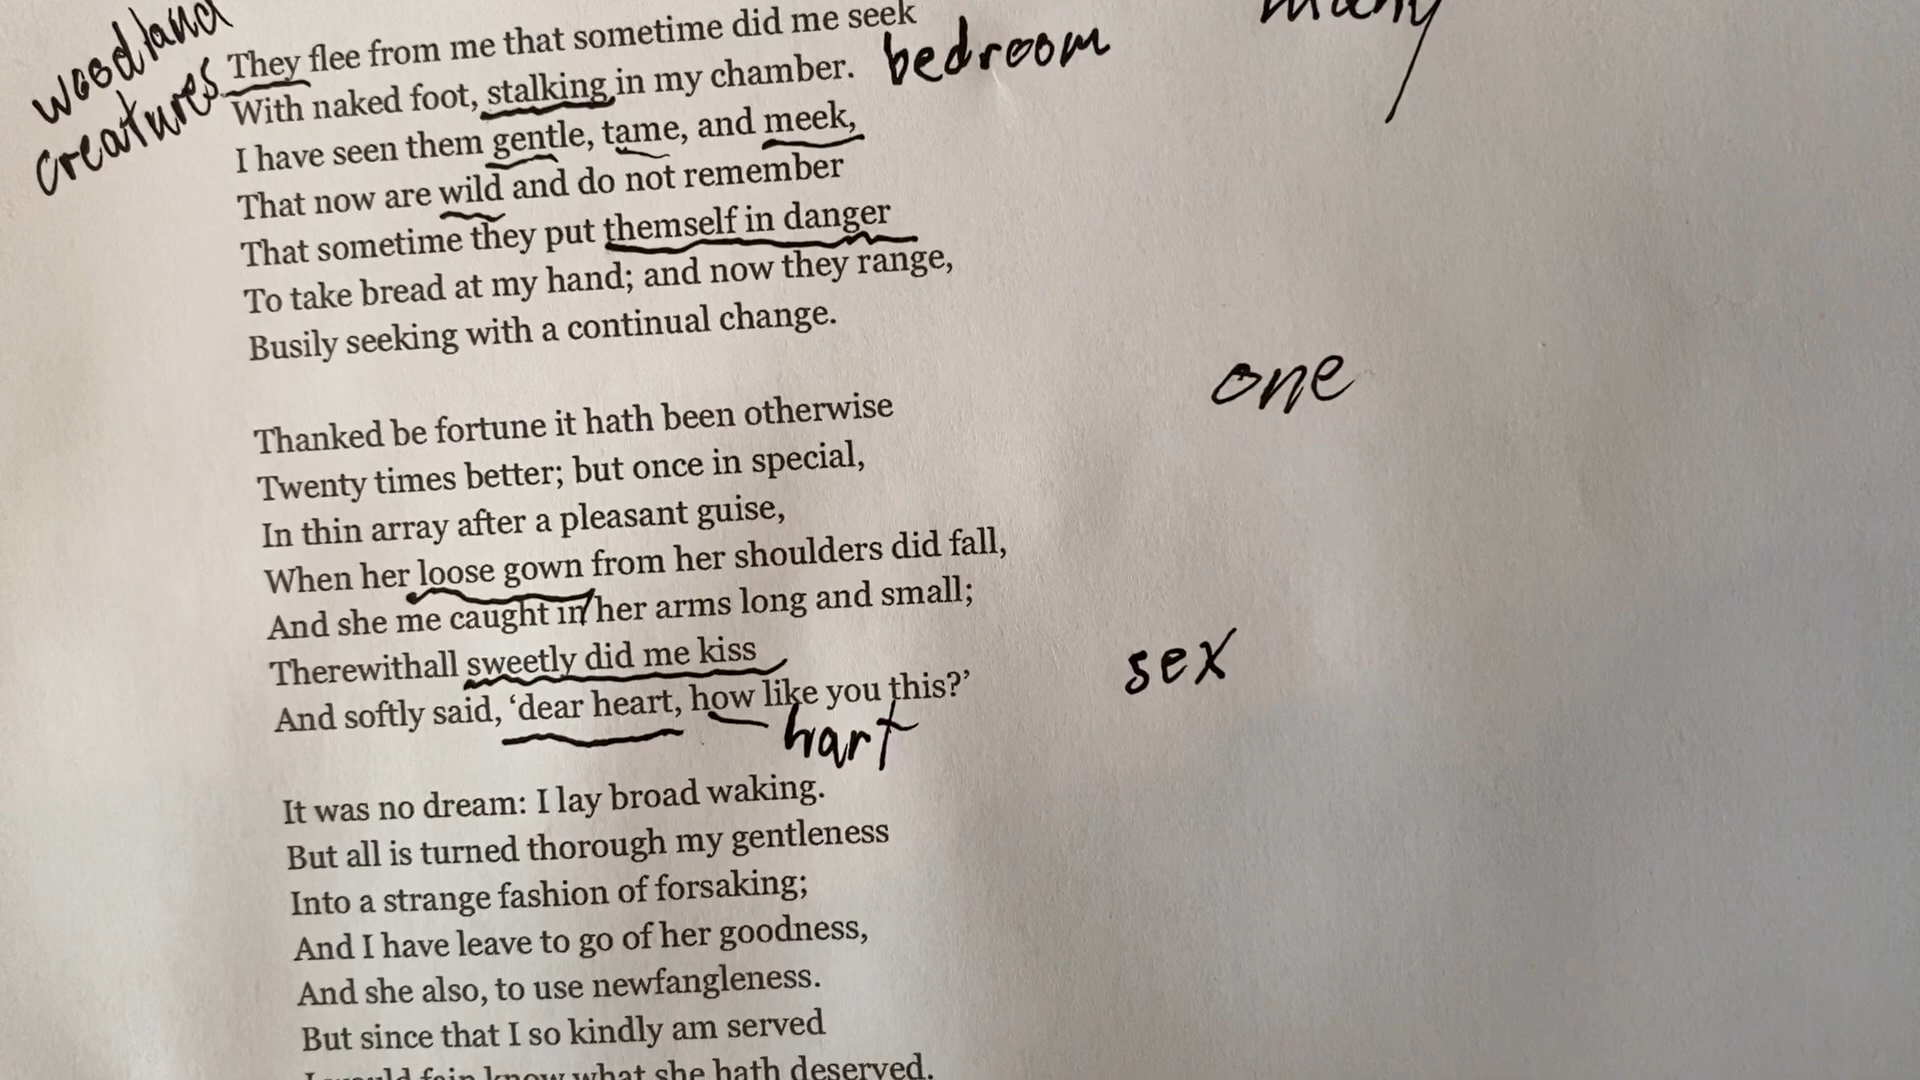 many
woodland
creatures
They flee from me that sometime did me seek
With naked foot, stalking in my chamber.
bedroom
I have seen them gentle, tame, and meek,
That now are wild and do not remember
That sometime they put themself in danger
To take bread at my hand; and now they range,
Busily seeking with a continual change.
one
Thanked be fortune it hath been otherwise
Twenty times better; but once in special,
In thin array after a pleasant guise,
When her loose gown from her shoulders did fall,
And she me caught in her arms long and small;
Therewithall sweetly did me kiss
sex
And softly said, ‘dear heart, how like you this?’
hart
It was no dream: I lay broad waking.
But all is turned thorough my gentleness
Into a strange fashion of forsaking;
And I have leave to go of her goodness,
And she also, to use newfangleness.
But since that I so kindly am served
I would fain know what she hath deserved.